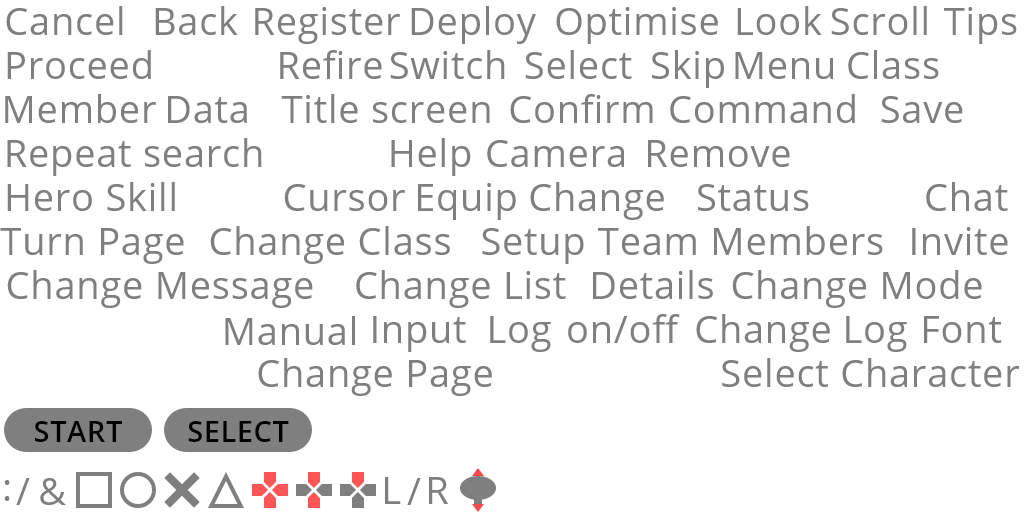 Cancel Back Register Deploy Optimise Look Scroll Tips
Proceed Refire Switch Select Skip Menu Class
Member Data Title screen Confirm Command Save
Repeat search Help Camera Remove
Hero Skill Cursor Equip Change Status Chat
Turn Page Change Class Setup Team Members Invite
Change Message Change List Details Change Mode
Manual Input Log on/off Change Log Font
Change Page Select Character
START SELECT
:/ & L/R